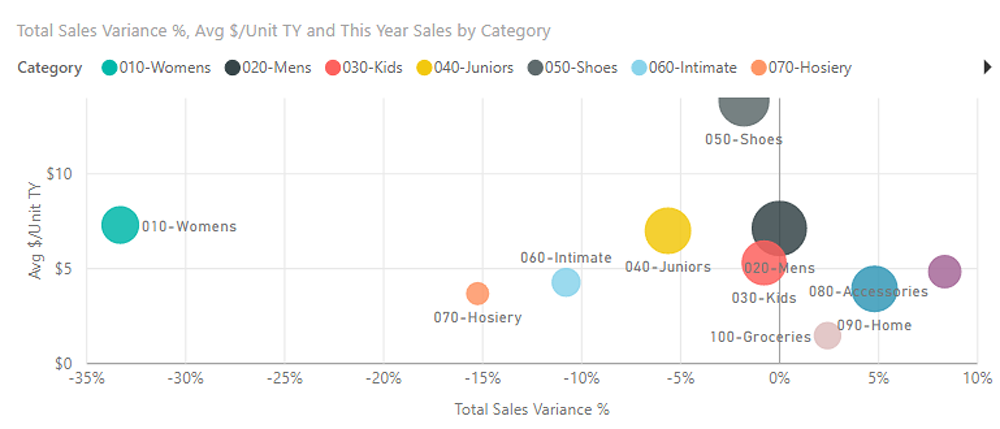 Total Sales Variance %, Avg $/Unit TY and This Year Sales by Category
Category 010-Womens 020-Mens 030-Kids 040-Juniors 050-Shoes 060-Intimate 070-Hosiery
050-Shoes
$10
010-Womens
Avg $/Unit TY
$5
060-Intimate
040-Juniors
020-Mens
030-Kids
080-Accessories
070-Hosiery
090-Home
100-Groceries
$0
-35% -30% -25% -20% -15% -10% -5% 0% 5% 10%
Total Sales Variance %